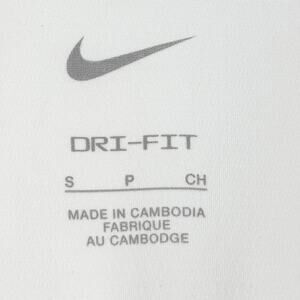 DRI-FIT
S P CH
MADE IN CAMBODIA
FABRIQUE
AU CAMBODGE